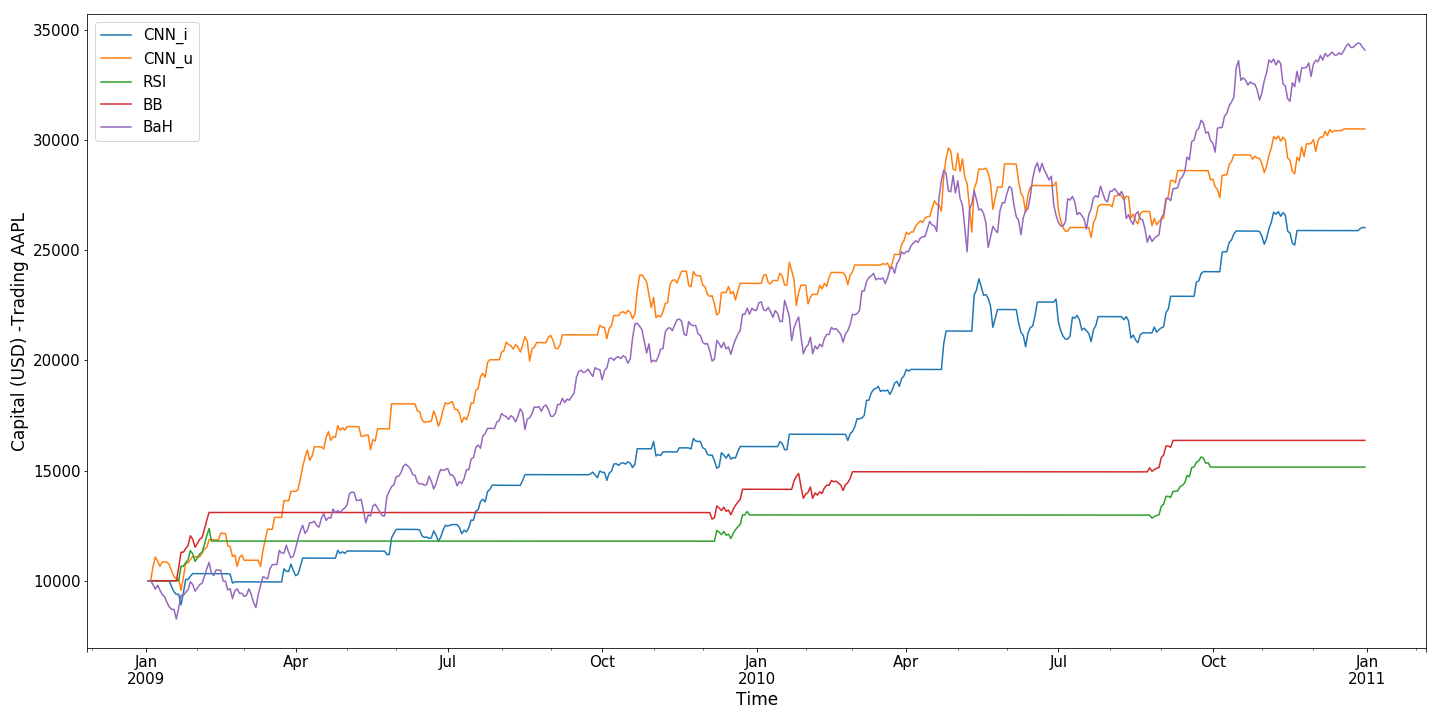 35000
30000
25000
20000
15000
10000
Capital (USD) -Trading AAPL
CNN_i
CNN_u
RSI
BB
BaH
Jan Apr Jul Oct Jan Apr Jul Oct Jan
2009 2010 2011
Time